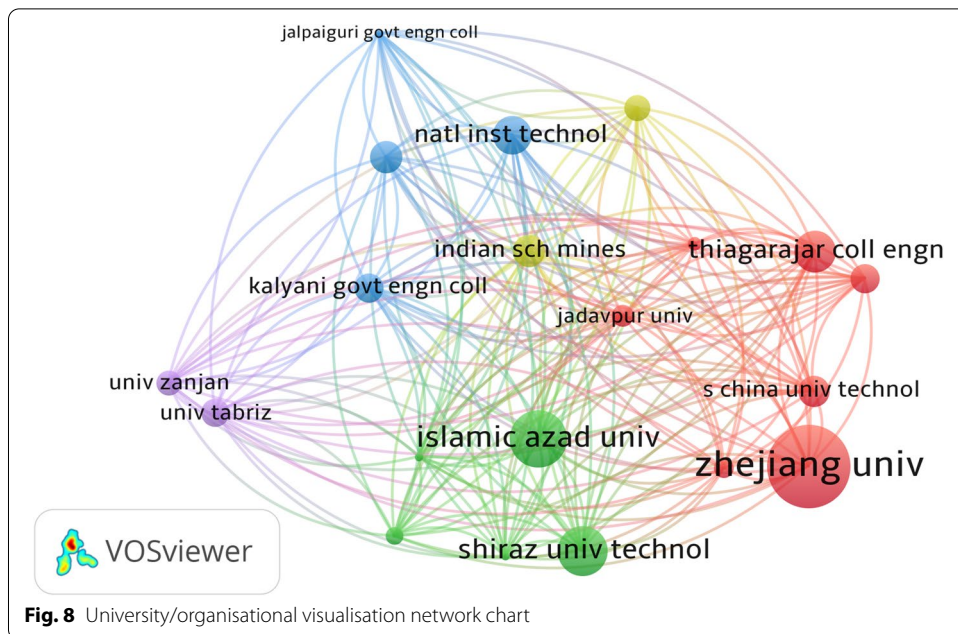 jalpaiguri govt engn coll
natl inst technol
indian sch mines
thiagarajar coll engn
kalyani govt engn coll
jadavpur univ
univ zanjan
s china univ technol
univ tabriz
islamic azad univ
zhejiang univ
shiraz univ technol
VOSviewer
Fig. 8 University/organisational visualisation network chart